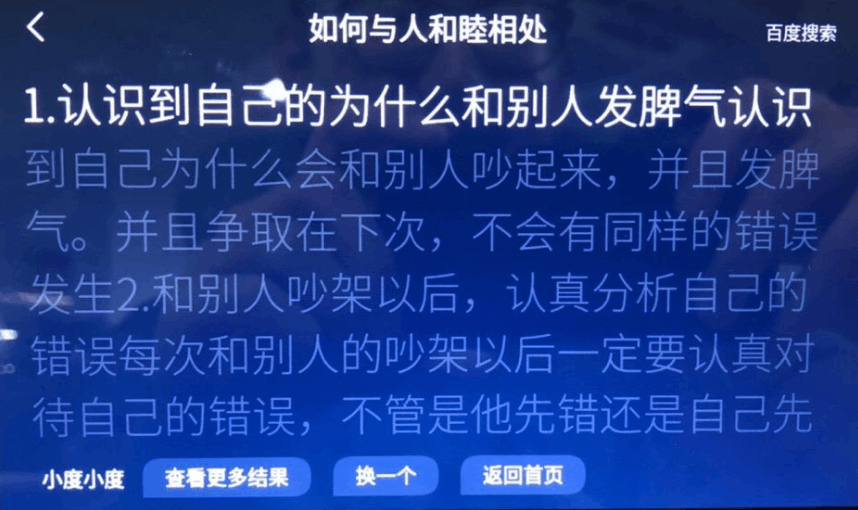 如何与人和睦相处
百度搜索
1.认识到自己的为什么和别人发脾气认识
到自己为什么会和别人吵起来，并且发脾
气。并且争取在下次，不会有同样的错误
发生2.和别人吵架以后，认真分析自己的
错误每次和别人的吵架以后一定要认真对
待自己的错误，不管是他先错还是自己先
小度小度 查看更多结果 换一个 返回首页